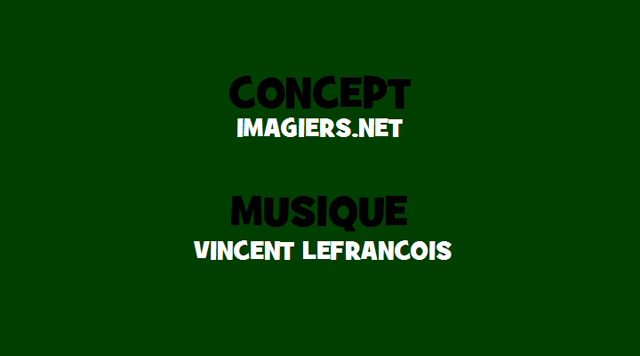 CONCEPT
IMAGIERS.NET
MUSIQUE
VINCENT LEFRANCOIS